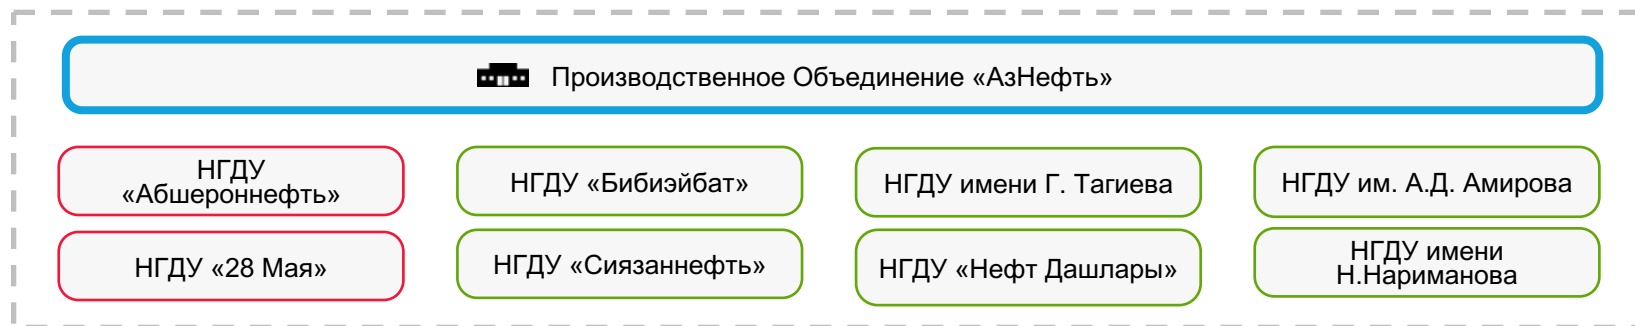 Производственное Объединение «АзНефть»
НГДУ
«Абшероннефть»
НГДУ «Бибиэйбат»
НГДУ имени Г. Тагиева
НГДУ им. А.Д. Амирова
НГДУ «28 Мая»
НГДУ «Сиязаннефть»
НГДУ «Нефт Дашлары»
НГДУ имени
Н.Нариманова